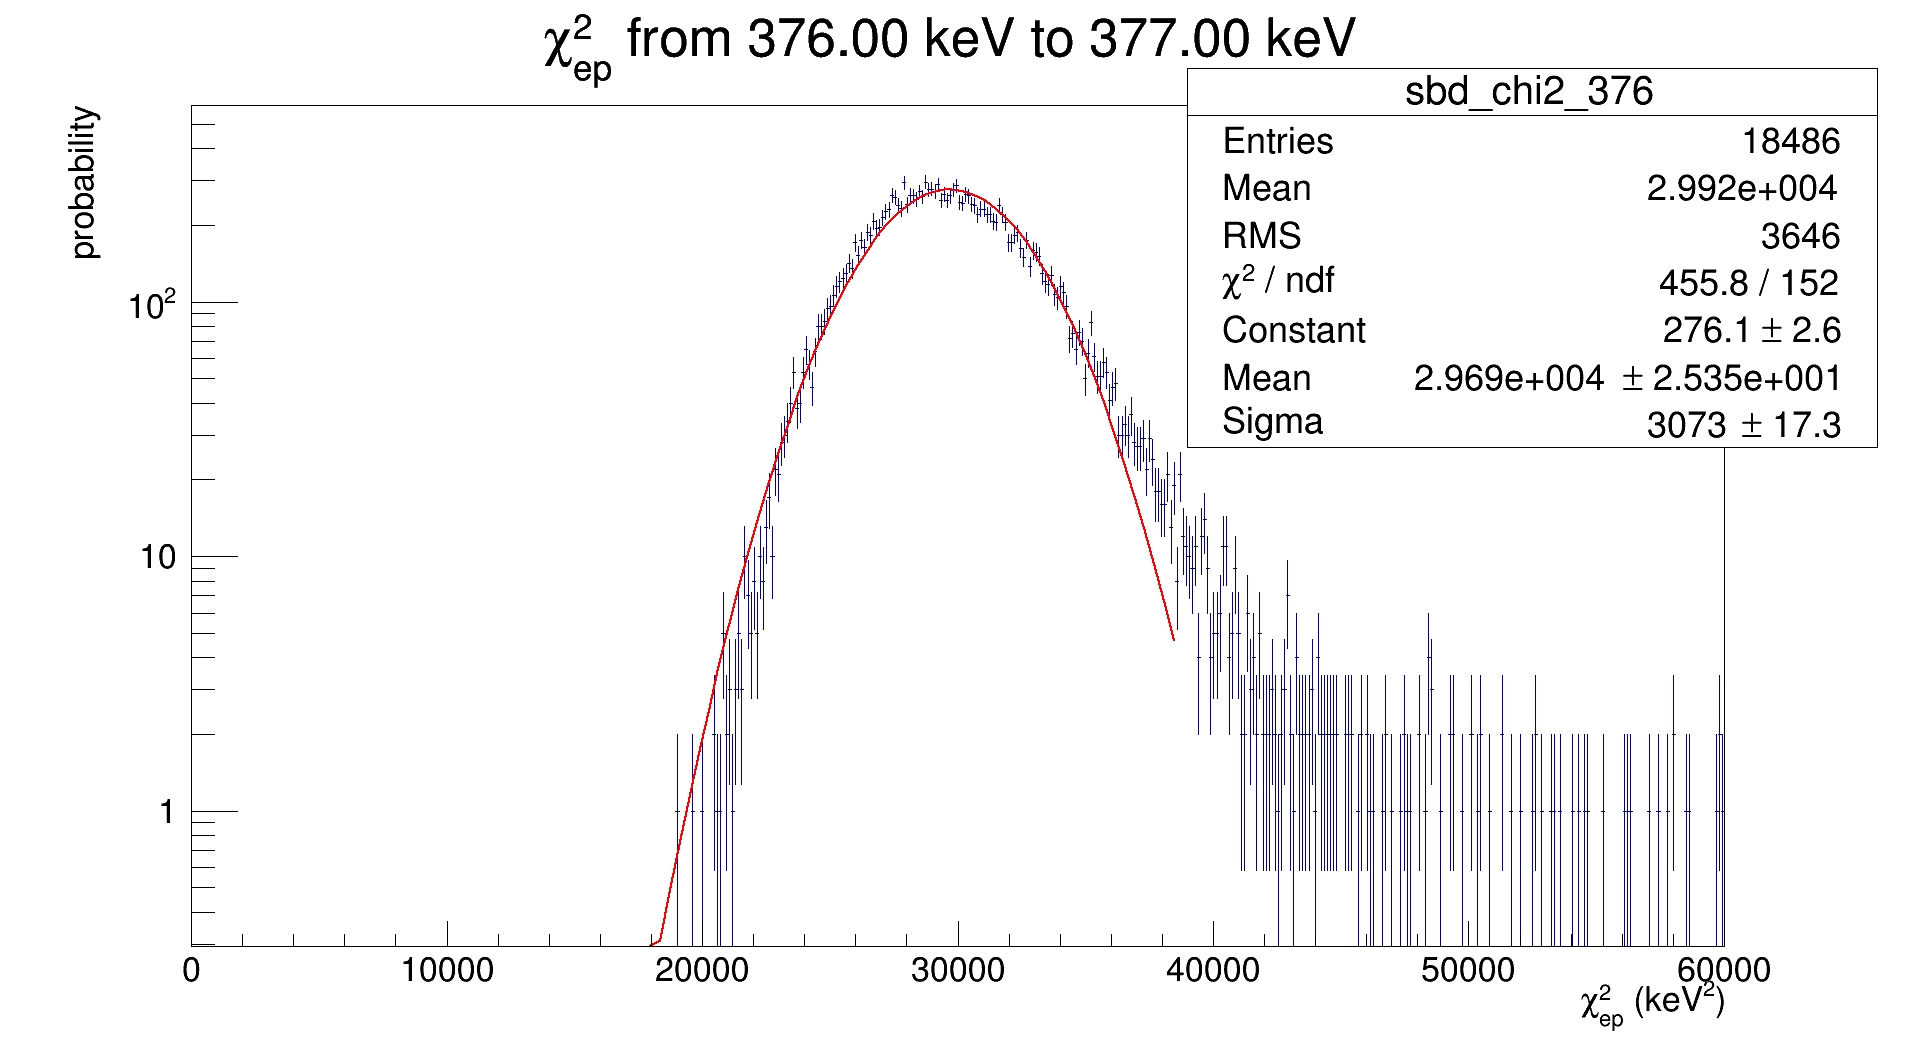 χ²ep from 376.00 keV to 377.00 keV
sbd_chi2_376
Entries 18486
Mean 2.992e+004
RMS 3646
χ² / ndf 455.8 / 152
Constant 276.1 ± 2.6
Mean 2.969e+004 ± 2.535e+001
Sigma 3073 ± 17.3
probability
10²
10
1
0 10000 20000 30000 40000 50000 60000
χ²ep (keV²)